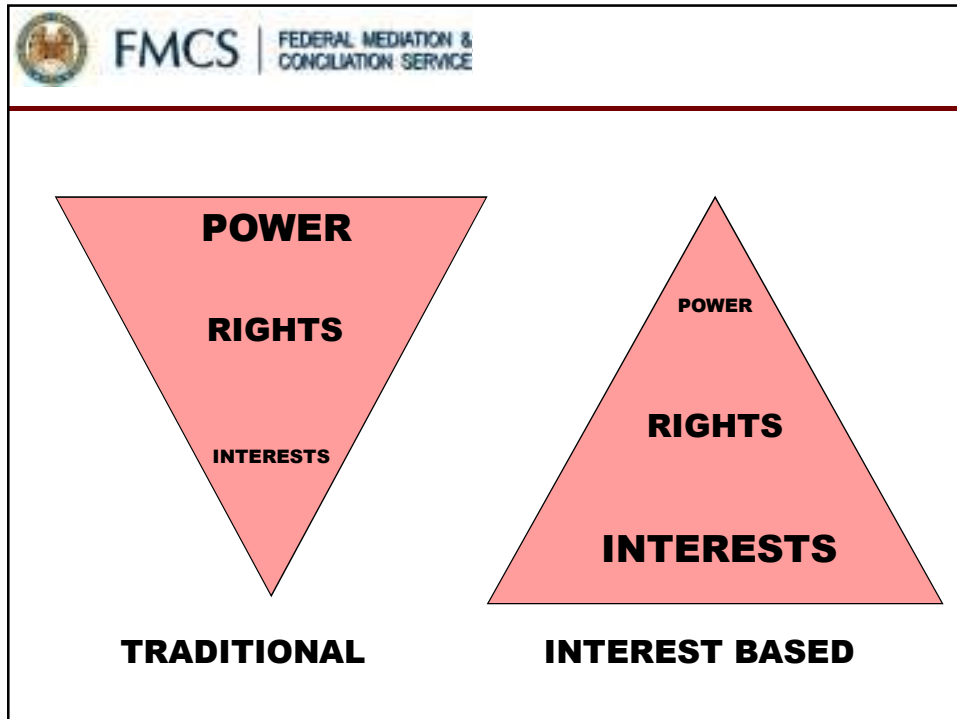 FMCS
FEDERAL MEDIATION &
CONCILIATION SERVICE
POWER
RIGHTS
INTERESTS
TRADITIONAL
POWER
RIGHTS
INTERESTS
INTEREST BASED